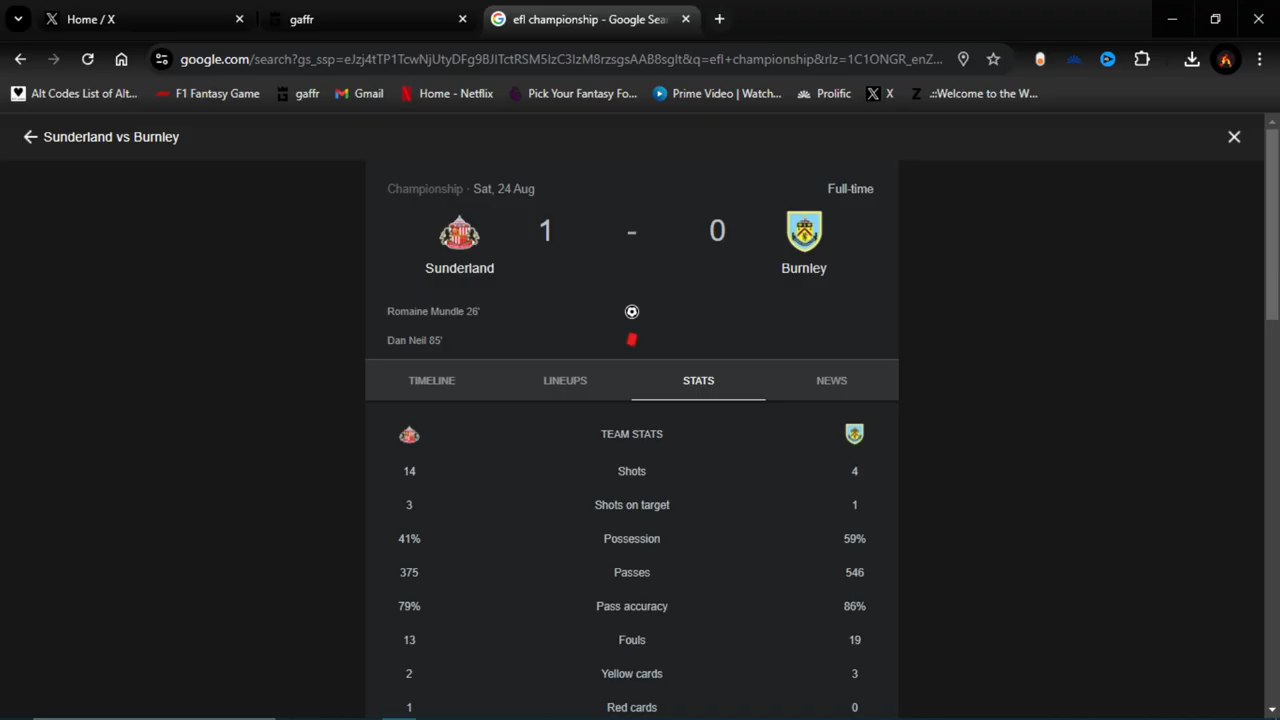 Home / X
gaffr
efl championship - Google Sea
google.com/search?gs_ssp=eJzj4tTP1TcwNjUtyDFg9BJITctRSM5IzC3IzM8rzsgsAAB8sglt&q=efl+championship&rlz=1C1ONGR_enZ...
Alt Codes List of Alt...
F1 Fantasy Game
gaffr
Gmail
Home - Netflix
Pick Your Fantasy Fo...
Prime Video | Watch...
Prolific
X
.::Welcome to the W...
Sunderland vs Burnley
Championship · Sat, 24 Aug
Full-time
1 - 0
Sunderland
Burnley
Romaine Mundle 26'
Dan Neil 85'
TIMELINE
LINEUPS
STATS
NEWS
TEAM STATS
14 Shots 4
3 Shots on target 1
41% Possession 59%
375 Passes 546
79% Pass accuracy 86%
13 Fouls 19
2 Yellow cards 3
1 Red cards 0